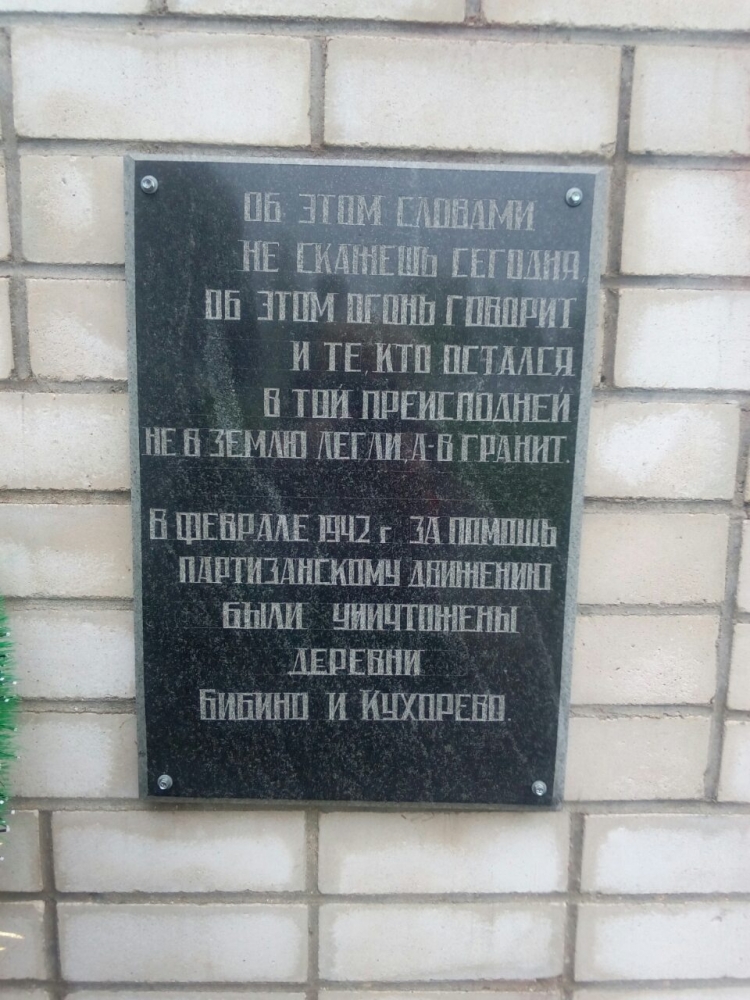 ОБ ЭТОМ СЛОВАМИ
НЕ СКАЖЕШЬ СЕГОДНЯ,
ОБ ЭТОМ ОГОНЬ ГОВОРИТ
И ТЕ, КТО ОСТАЛСЯ
В ТОЙ ПРЕИСПОДНЕЙ
НЕ В ЗЕМЛЮ ЛЕГЛИ, А-В ГРАНИТ.
В ФЕВРАЛЕ 1942 г. ЗА ПОМОЩЬ
ПАРТИЗАНСКОМУ ДВИЖЕНИЮ
БЫЛИ УНИЧТОЖЕНЫ
ДЕРЕВНИ
БИБИНО И КУХОРЕВО.